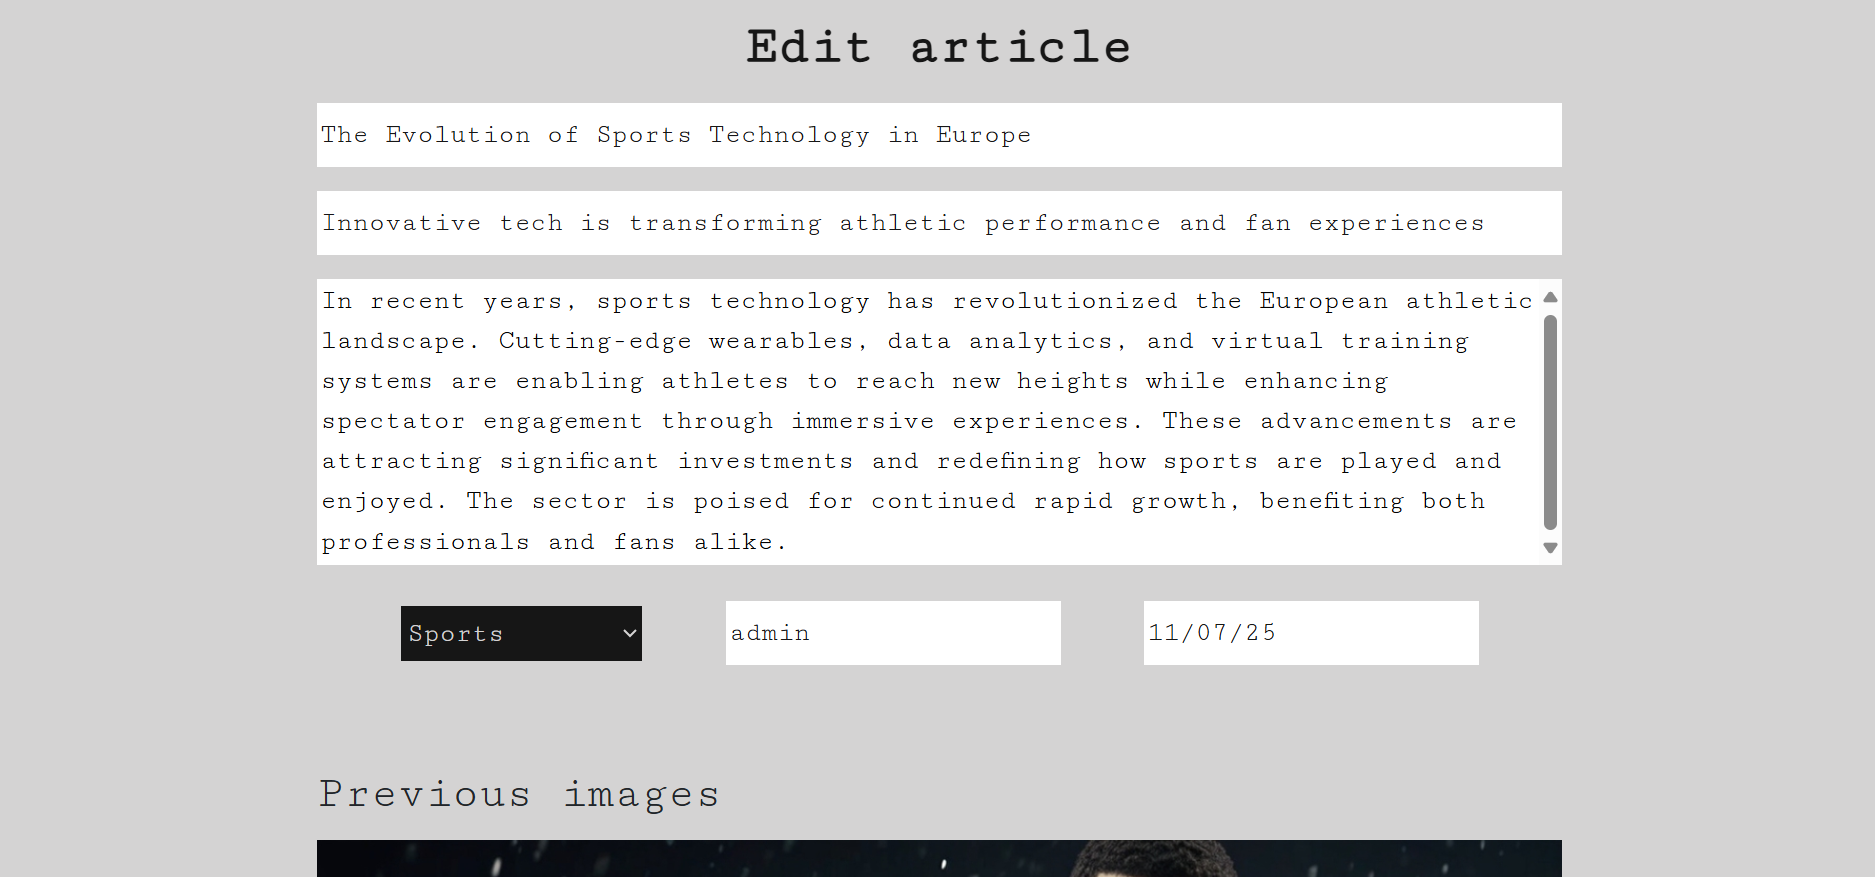 Edit article
The Evolution of Sports Technology in Europe
Innovative tech is transforming athletic performance and fan experiences
In recent years, sports technology has revolutionized the European athletic
landscape. Cutting-edge wearables, data analytics, and virtual training
systems are enabling athletes to reach new heights while enhancing
spectator engagement through immersive experiences. These advancements are
attracting significant investments and redefining how sports are played and
enjoyed. The sector is poised for continued rapid growth, benefiting both
professionals and fans alike.
Sports
admin
11/07/25
Previous images